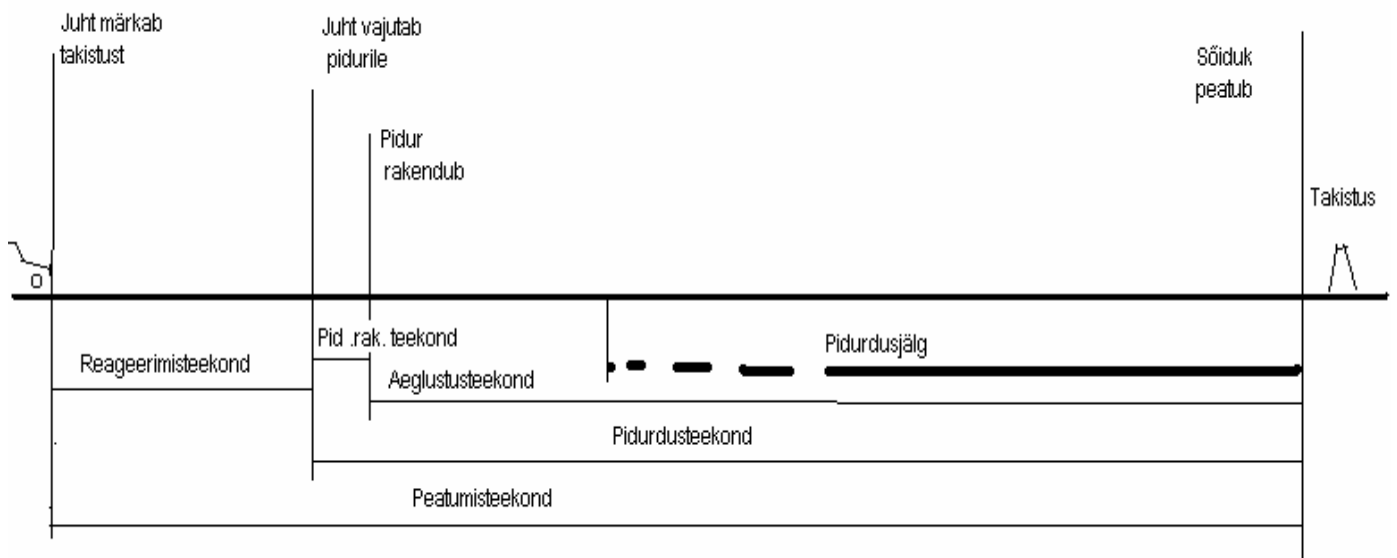 Juht märkab
takistust
Juht vajutab
pidurile
Sõiduk
peatub
Pidur
rakendub
Takistus
Pid .rak. teekond
Pidurdusjälg
Reageerimisteekond
Aeglustusteekond
Pidurdusteekond
Peatumisteekond